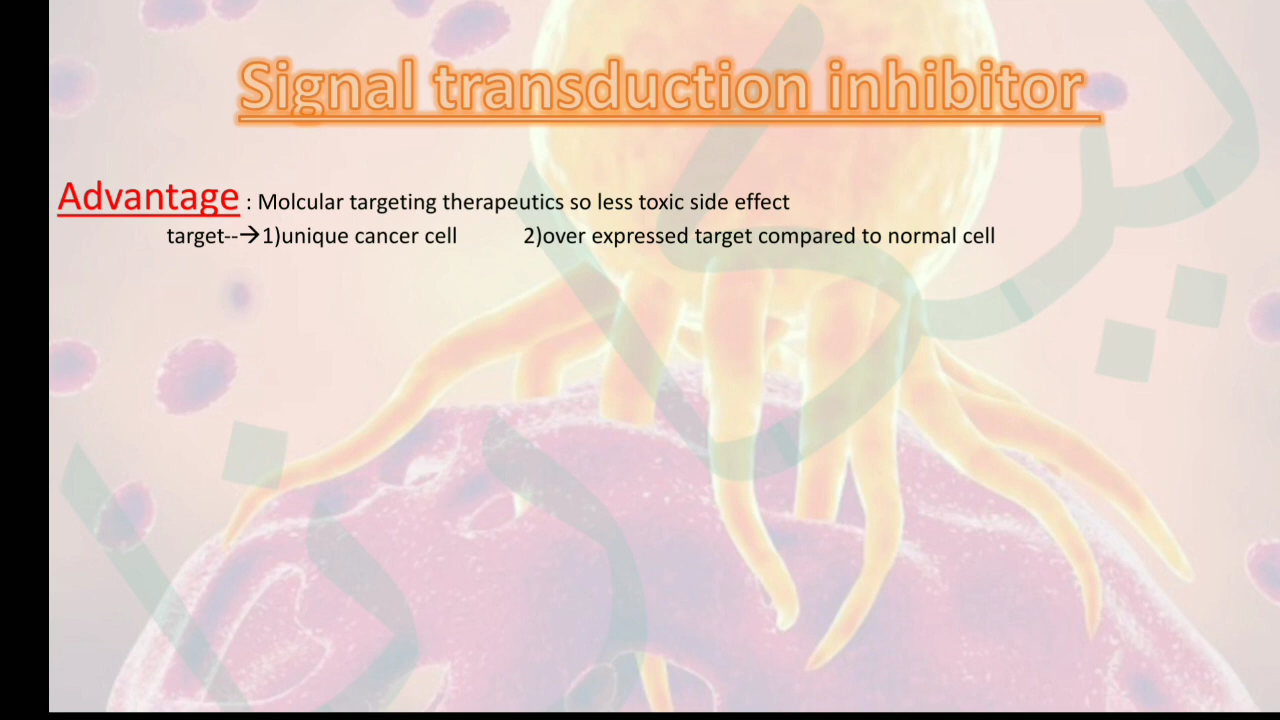 Signal transduction inhibitor
Advantage : Molcular targeting therapeutics so less toxic side effect
target--→1)unique cancer cell 2)over expressed target compared to normal cell